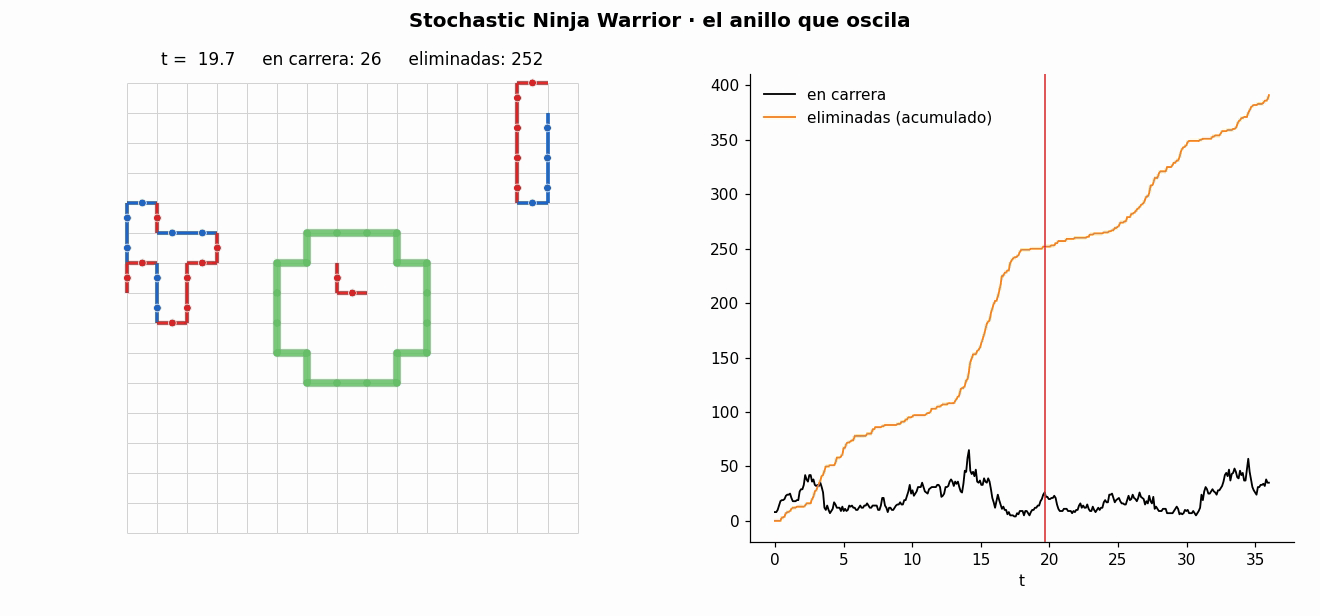 Stochastic Ninja Warrior · el anillo que oscila
t = 19.7 en carrera: 26 eliminadas: 252
en carrera
eliminadas (acumulado)
400
350
300
250
200
150
100
50
0
0 5 10 15 20 25 30 35
t